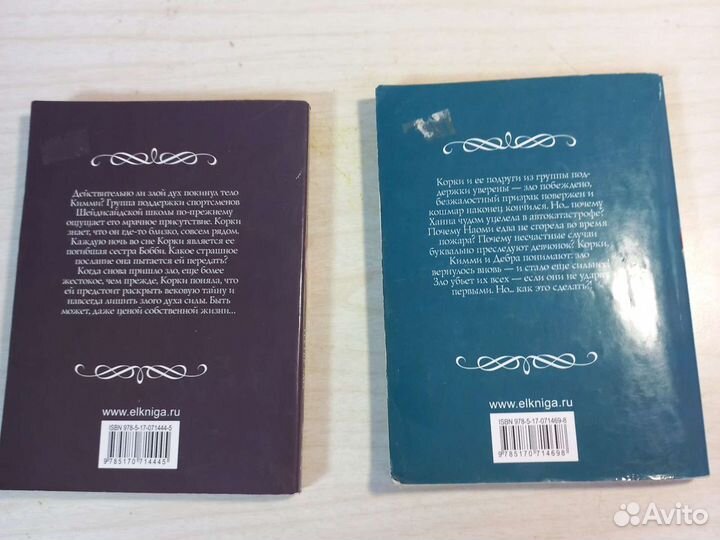 Действительно ли злой дух покинул тело
Кимми? Группа поддержки спортсменов
Шейдисайдской школы по-прежнему
ощущает его мрачное присутствие. Корки
знает, что он где-то близко, совсем рядом.
Каждую ночь во сне Корки является ее
погибшая сестра Бобби. Какое страшное
послание она пытается ей передать?
Когда снова пришло зло, еще более
жестокое, чем прежде, Корки поняла, что
ей предстоит раскрыть вековую тайну и
навсегда лишить злого духа силы. Быть
может, даже ценой собственной жизни...
www.elkniga.ru
ISBN 978-5-17-071444-5
9 785170 714445
Корки и ее подруги из группы под-
держки уверены — зло побеждено,
безжалостный призрак повержен и
кошмар наконец кончился. Но... почему
Ханна чудом уцелела в автокатастрофе?
Почему Наоми едва не сгорела во время
пожара? Почему несчастные случаи
буквально преследуют девчонок? Корки,
Кимми и Дебра понимают: зло
вернулось вновь — и стало еще сильнее.
Зло убьет их всех — если они не ударят
первыми. Но... как это сделать?!
www.elkniga.ru
ISBN 978-5-17-071469-8
9 785170 714698
Avito